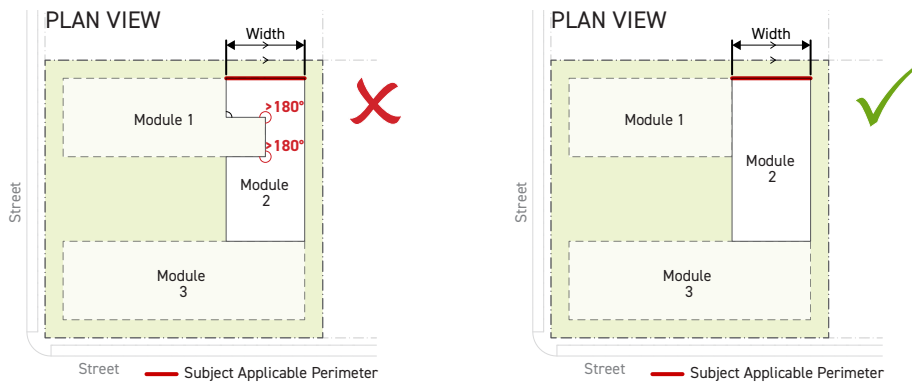 PLAN VIEW
Width
Module 1
>180°
>180°
Module
2
Module
3
Street
Street
Subject Applicable Perimeter
PLAN VIEW
Width
Module 1
Module
2
Module
3
Street
Street
Subject Applicable Perimeter